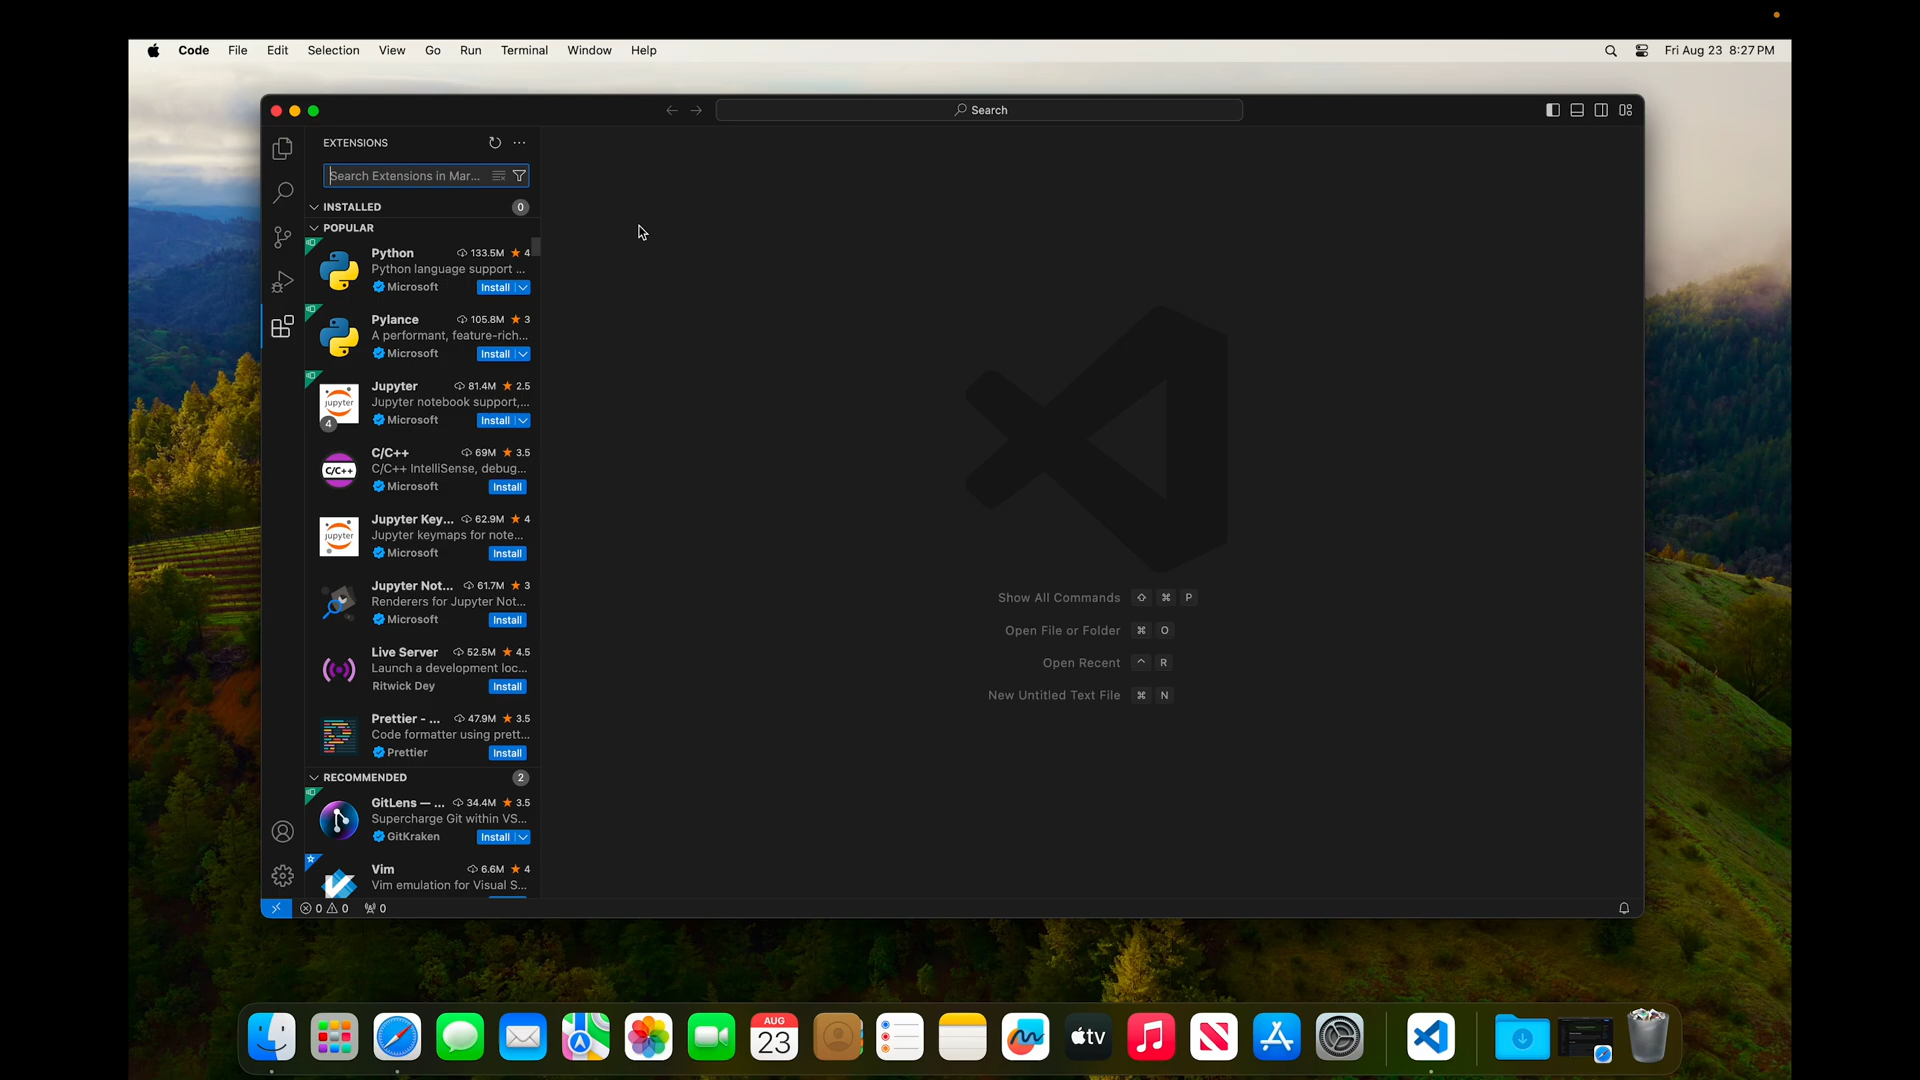 Code File Edit Selection View Go Run Terminal Window Help
Fri Aug 23 8:27 PM
Search
EXTENSIONS
Search Extensions in Mar...
INSTALLED 0
POPULAR
Python 133.5M ★ 4
Python language support ...
Microsoft Install
Pylance 105.8M ★ 3
A performant, feature-rich...
Microsoft Install
Jupyter 81.4M ★ 2.5
Jupyter notebook support,...
jupyter
4
Microsoft Install
C/C++ 69M ★ 3.5
C/C++ IntelliSense, debug...
C/C++
Microsoft Install
Jupyter Key... 62.9M ★ 4
Jupyter keymaps for note...
jupyter
Microsoft Install
Jupyter Not... 61.7M ★ 3
Renderers for Jupyter Not...
Microsoft Install
Live Server 52.5M ★ 4.5
Launch a development loc...
Ritwick Dey Install
Prettier - ... 47.9M ★ 3.5
Code formatter using prett...
Prettier Install
RECOMMENDED 2
GitLens — ... 34.4M ★ 3.5
Supercharge Git within VS...
GitKraken Install
Vim 6.6M ★ 4
Vim emulation for Visual S...
Show All Commands ⇧ ⌘ P
Open File or Folder ⌘ O
Open Recent ^ R
New Untitled Text File ⌘ N
0 0 0
AUG
23
tv